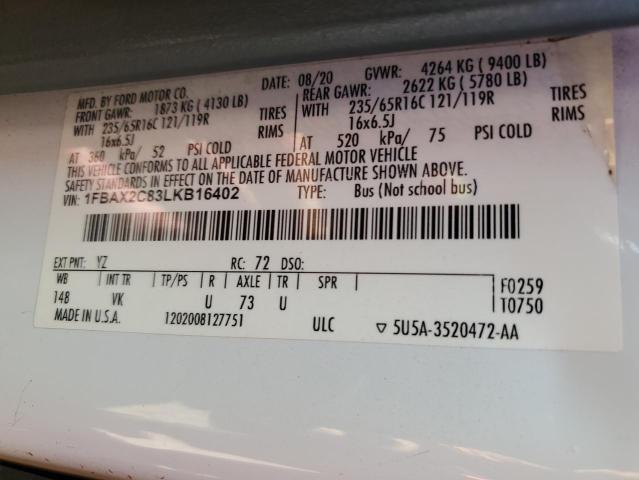 MFD. BY FORD MOTOR CO. DATE: 08/20 GVWR: 4264 KG ( 9400 LB)
FRONT GAWR: 1873 KG ( 4130 LB) REAR GAWR: 2622 KG ( 5780 LB)
WITH 235/65R16C 121/119R TIRES WITH 235/65R16C 121/119R TIRES
16x6.5J RIMS 16x6.5J RIMS
AT 360 kPa/ 52 PSI COLD AT 520 kPa/ 75 PSI COLD
THIS VEHICLE CONFORMS TO ALL APPLICABLE FEDERAL MOTOR VEHICLE
SAFETY STANDARDS IN EFFECT ON THE DATE OF MANUFACTURE SHOWN ABOVE.
VIN: 1FBAX2C83LKB16402 TYPE: Bus (Not school bus)
EXT PNT: YZ RC: 72 DSO:
WB INT TR TP/PS R AXLE TR SPR F0259
148 VK U 73 U 10750
MADE IN U.S.A. 1202008127751 ULC ▽ 5U5A-3520472-AA